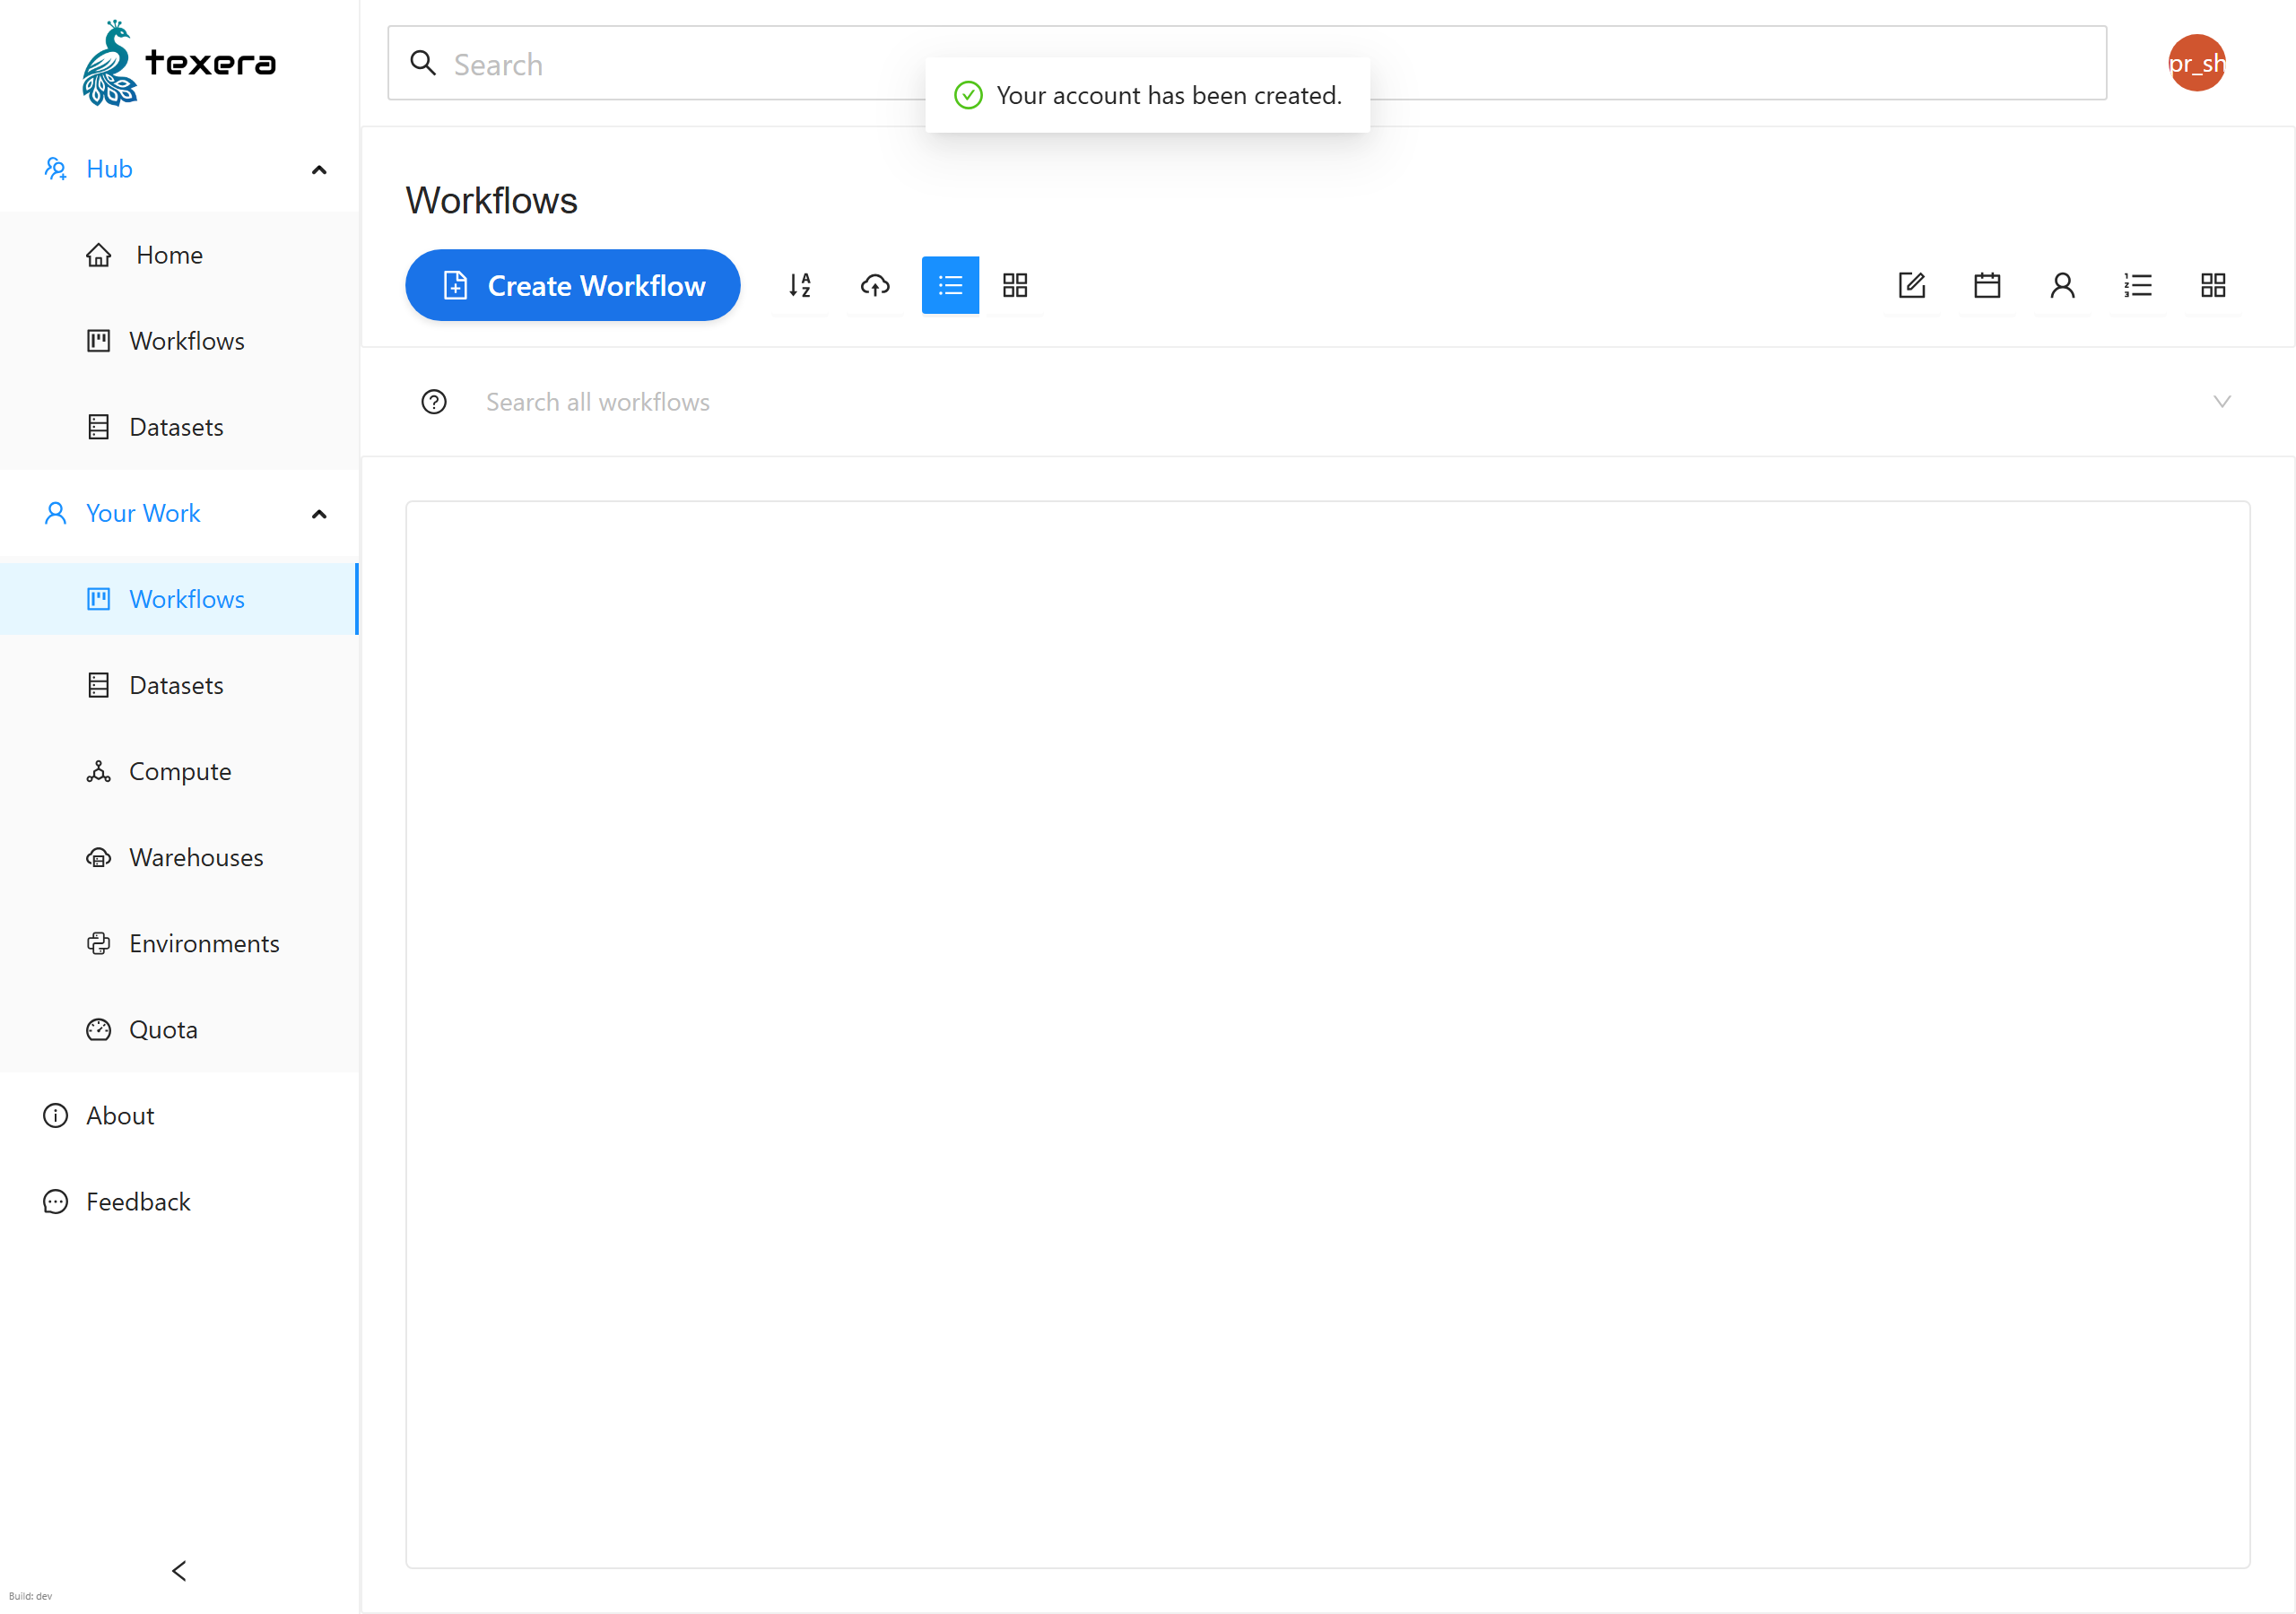 texera
Search
Your account has been created.
pr_sh
Hub
Home
Workflows
Datasets
Your Work
Workflows
Datasets
Compute
Warehouses
Environments
Quota
About
Feedback
Build: dev
Workflows
Create Workflow
Search all workflows